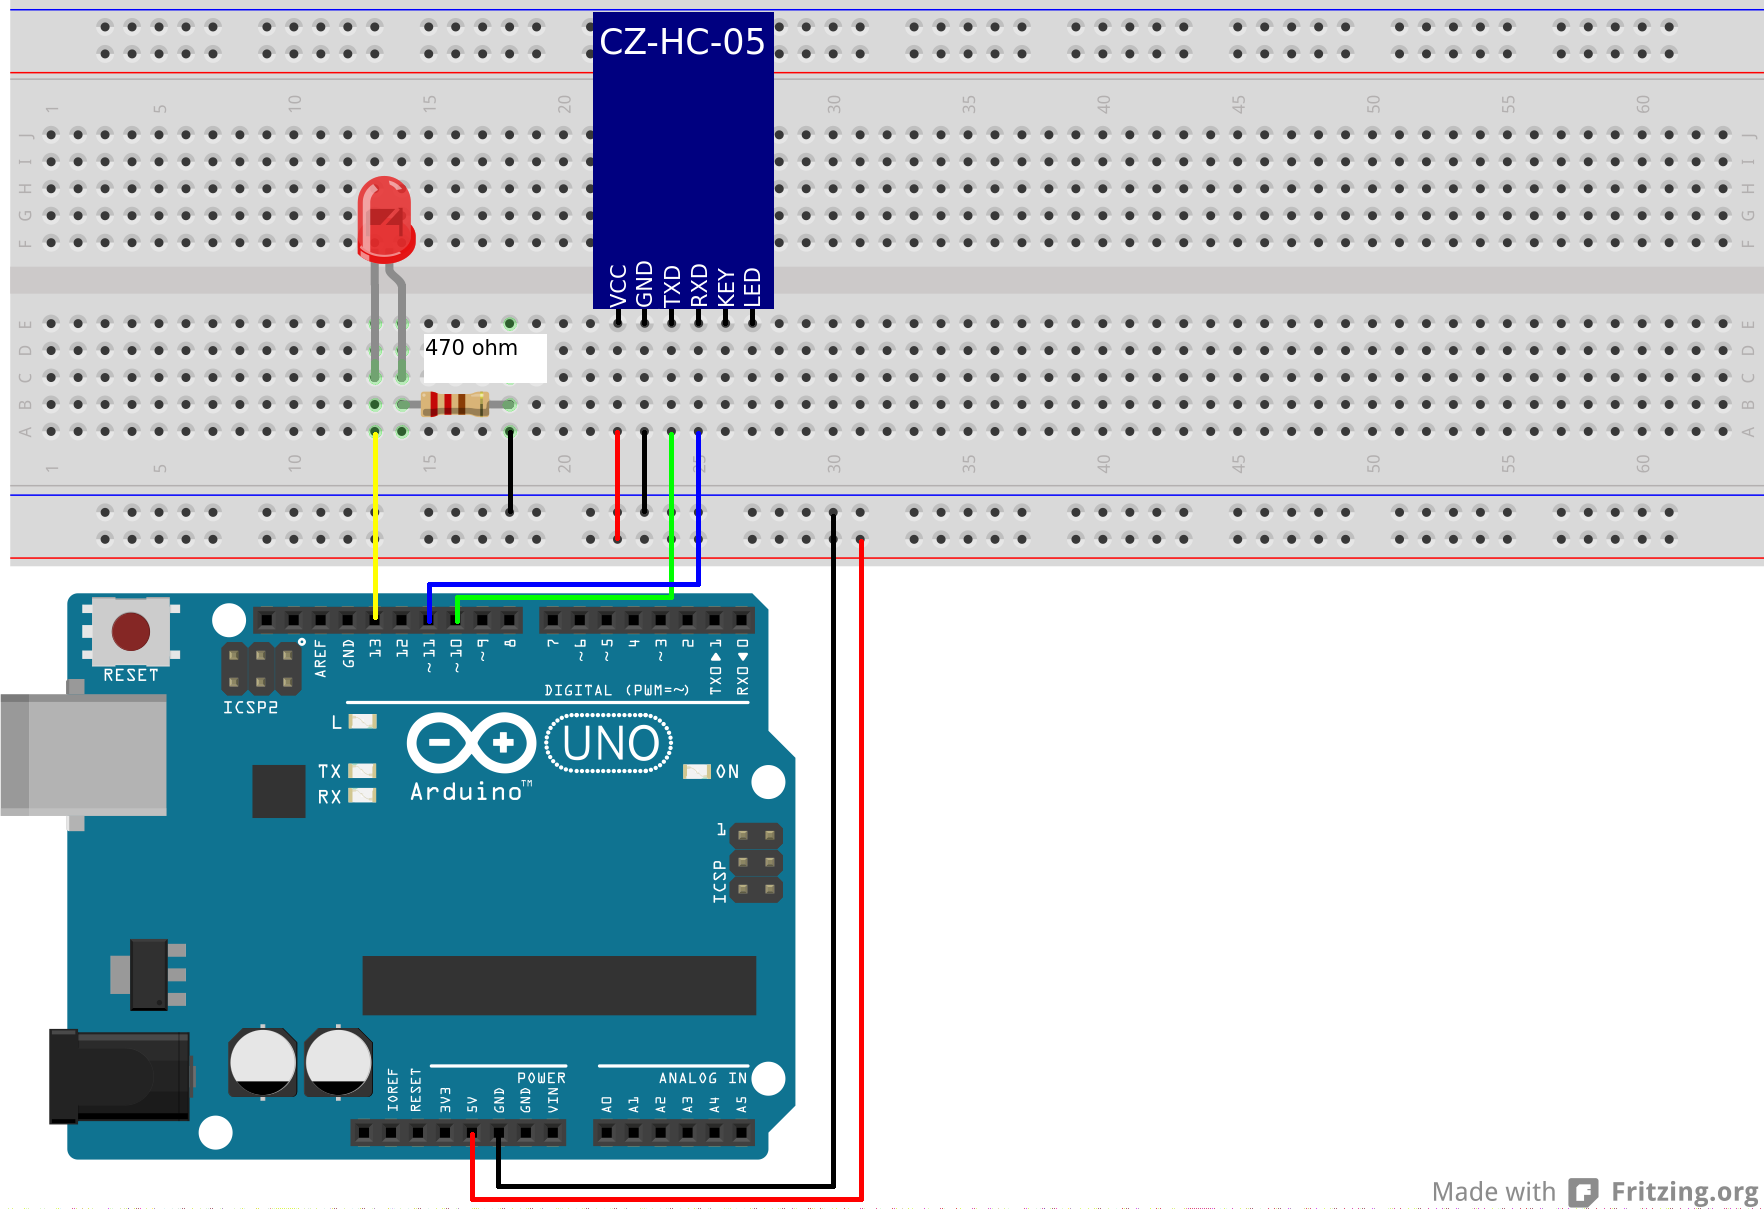 CZ-HC-05
1 5 10 15 20 30 35 40 45 50 55 60
J J
I I
H H
G G
F F
VCC GND TXD RXD KEY LED
E E
D D
470 ohm
C C
B B
A A
1 5 10 15 20 25 30 35 40 45 50 55 60
RESET
ICSP2
AREF GND 13 12 ~11 ~10 ~9 8 7 ~6 ~5 4 ~3 2 TX0▶1 RX0◀0
DIGITAL (PWM=~)
L
UNO
TX
RX
ON
Arduino™
1
ICSP
POWER
ANALOG IN
IOREF RESET 3V3 5V GND GND VIN A0 A1 A2 A3 A4 A5
Made with Fritzing.org